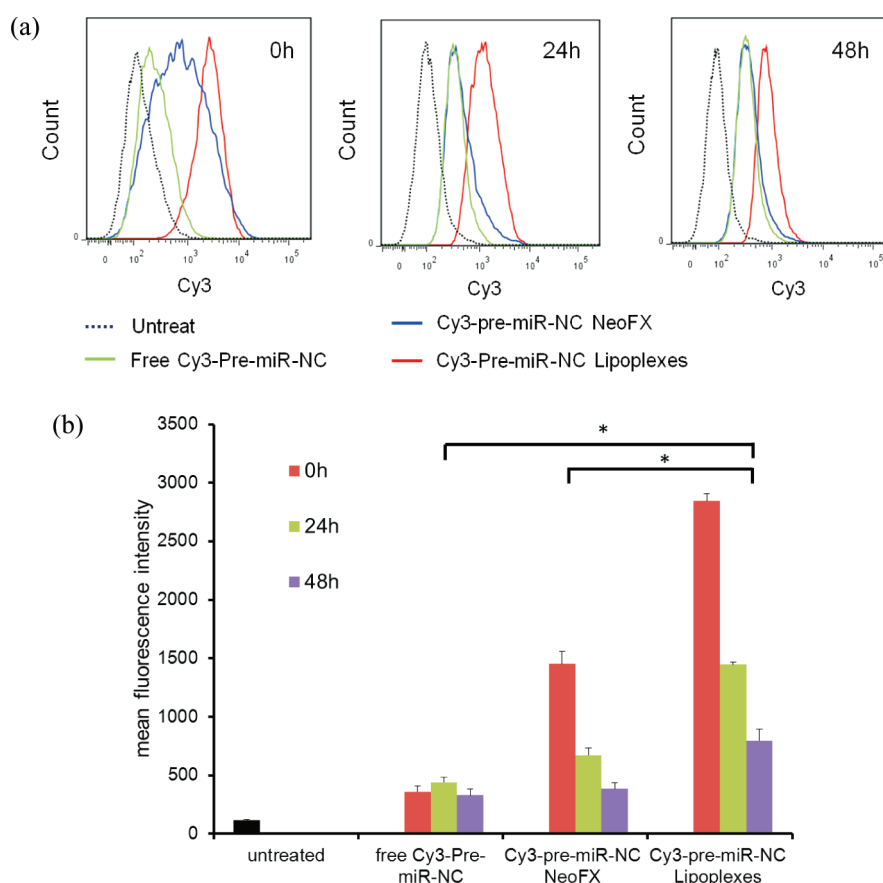 (a)
0h
24h
48h
Count
Count
Count
0
0
0
0 10² 10³ 10⁴ 10⁵
0 10² 10³ 10⁴ 10⁵
0 10² 10³ 10⁴ 10⁵
Cy3
Cy3
Cy3
Untreat
Cy3-pre-miR-NC NeoFX
Free Cy3-Pre-miR-NC
Cy3-Pre-miR-NC Lipoplexes
(b)
mean fluorescence intensity
3500
3000
2500
2000
1500
1000
500
0
0h
24h
48h
*
*
untreated
free Cy3-Pre-
miR-NC
Cy3-pre-miR-NC
NeoFX
Cy3-pre-miR-NC
Lipoplexes